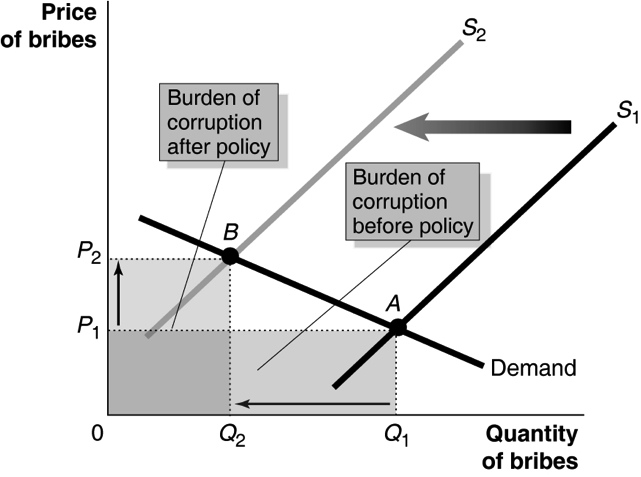 Price
of bribes
S2
S1
Burden of
corruption
after policy
Burden of
corruption
before policy
B
P2
A
P1
Demand
0
Q2
Q1
Quantity
of bribes